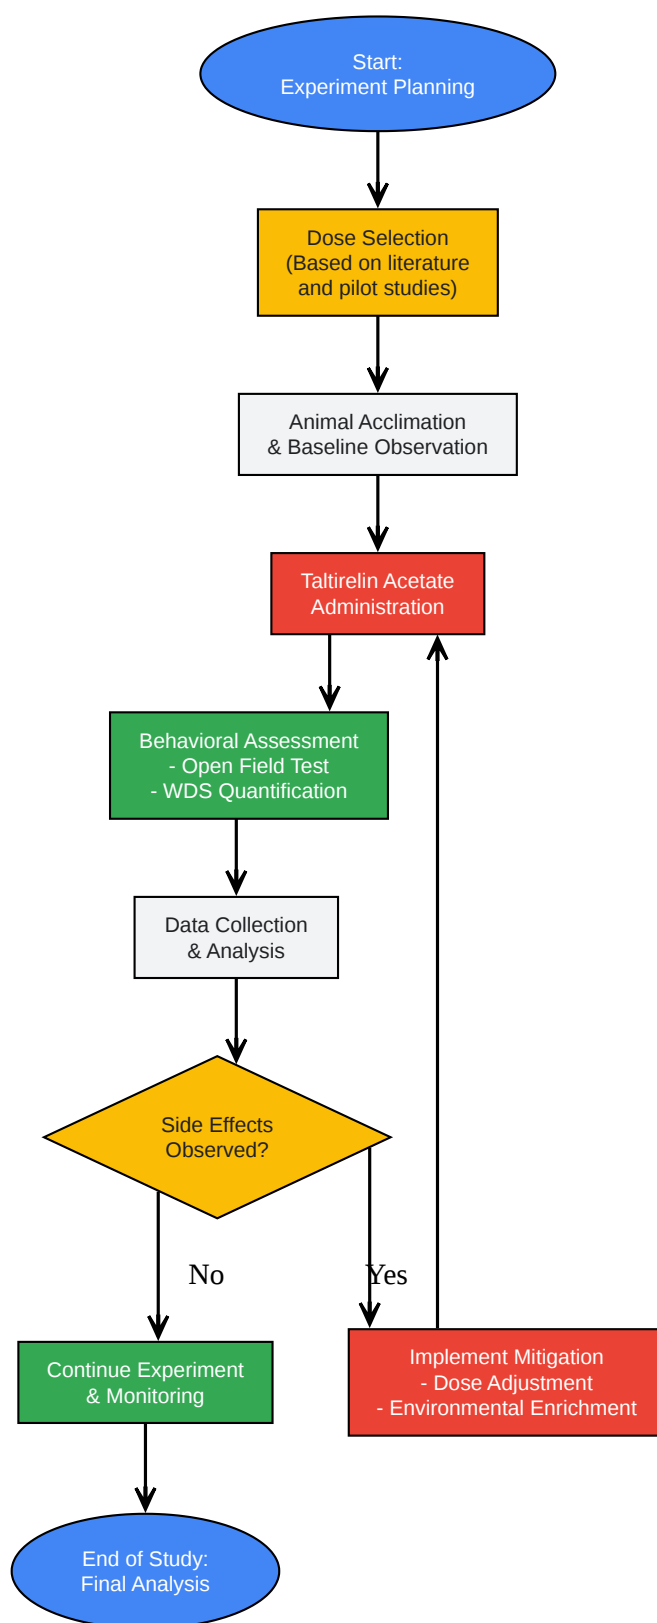 Start:
Experiment Planning
Dose Selection
(Based on literature
and pilot studies)
Animal Acclimation
& Baseline Observation
Taltirelin Acetate
Administration
Behavioral Assessment
- Open Field Test
- WDS Quantification
Data Collection
& Analysis
Side Effects
Observed?
No
Yes
Continue Experiment
& Monitoring
Implement Mitigation
- Dose Adjustment
- Environmental Enrichment
End of Study:
Final Analysis